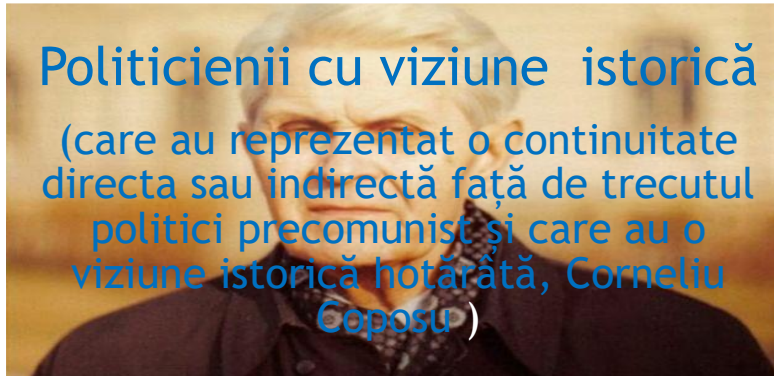 Politicienii cu viziune istorică
(care au reprezentat o continuitate
directa sau indirectă față de trecutul
politici precomunist și care au o
viziune istorică hotărâtă, Corneliu
Coposu )